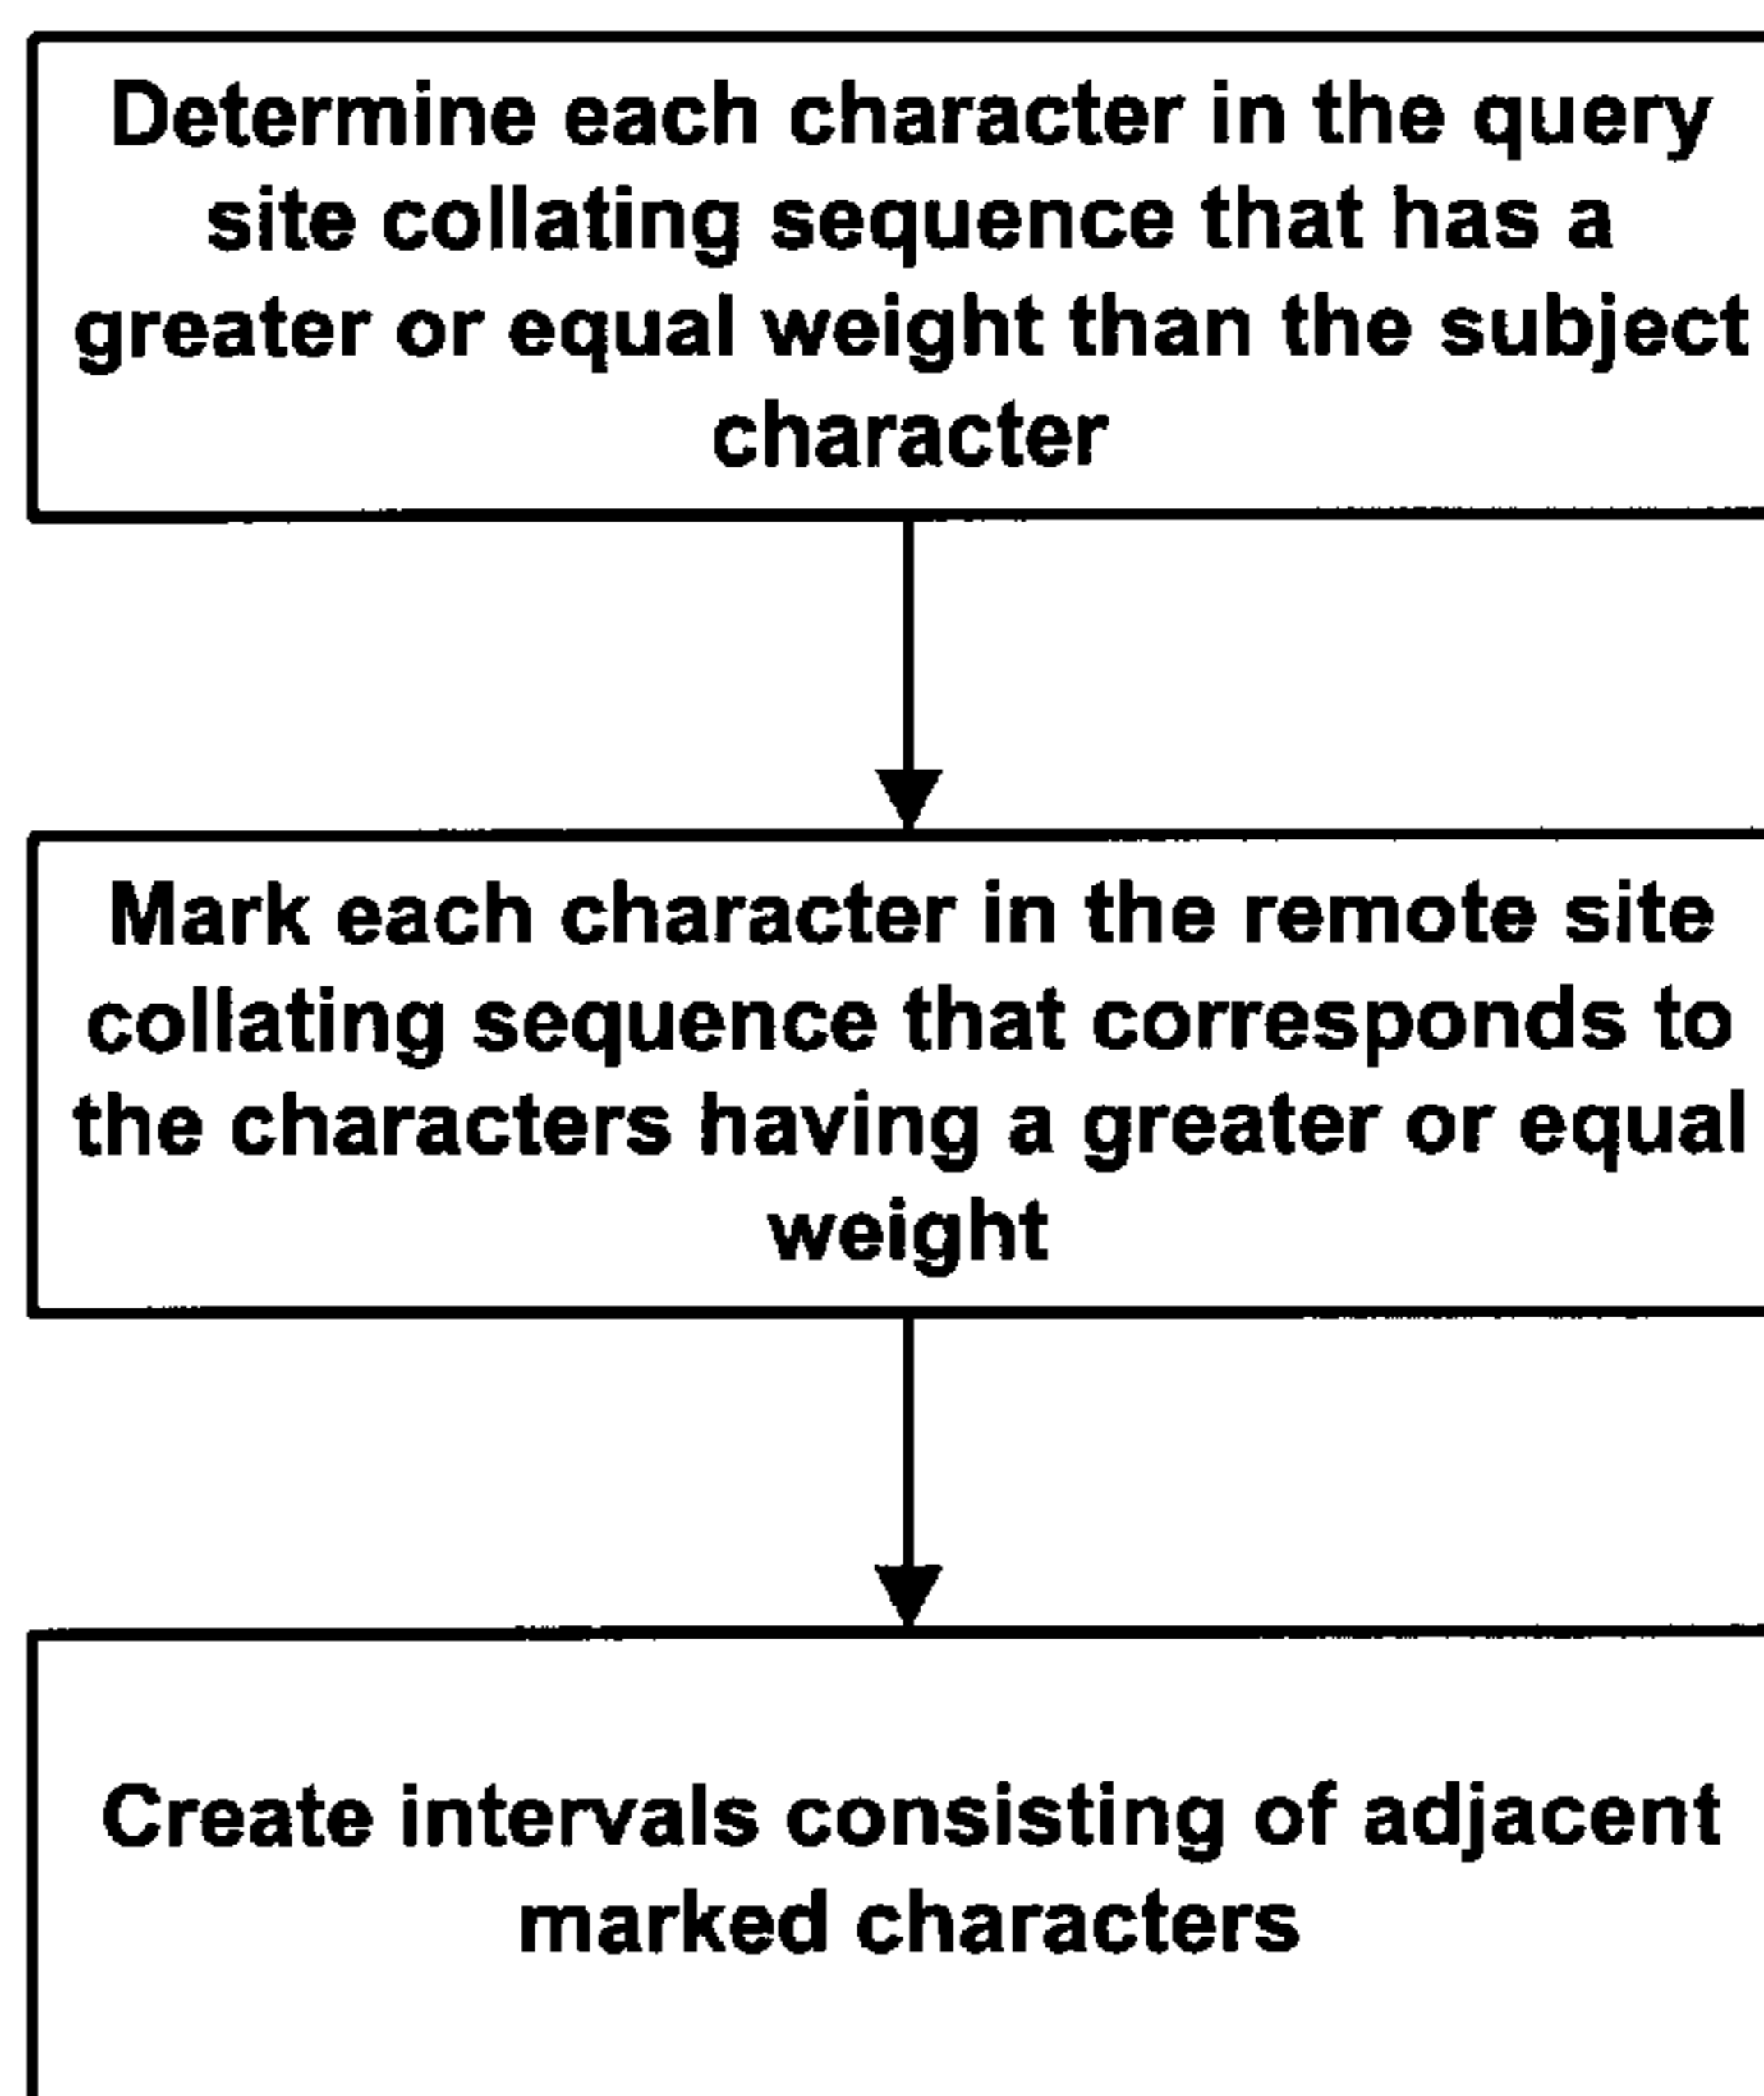 Determine each character in the query
site collating sequence that has a
greater or equal weight than the subject
character
Mark each character in the remote site
collating sequence that corresponds to
the characters having a greater or equal
weight
Create intervals consisting of adjacent
marked characters